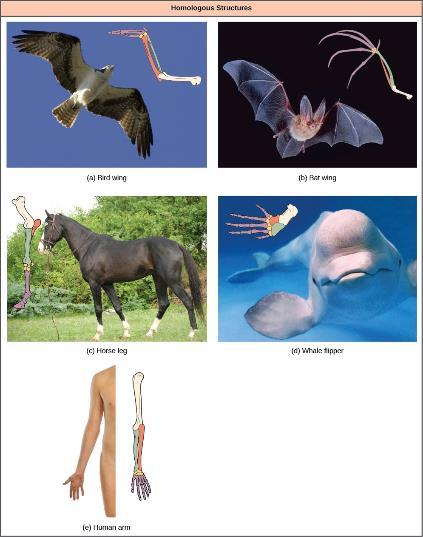 Homologous Structures
(a) Bird wing
(b) Bat wing
(c) Horse leg
(d) Whale flipper
(e) Human arm